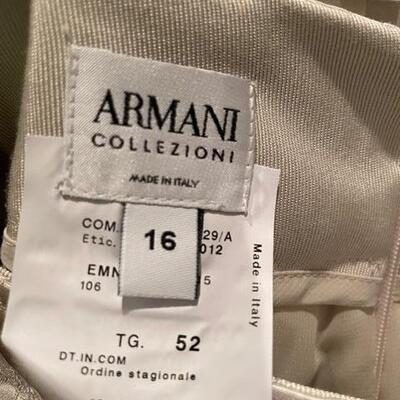 ARMANI
COLLEZIONI
MADE IN ITALY
16
COM. 29/A
Etic. 012
EMN 5
106
TG. 52
DT.IN.COM
Ordine stagionale
Made in Italy